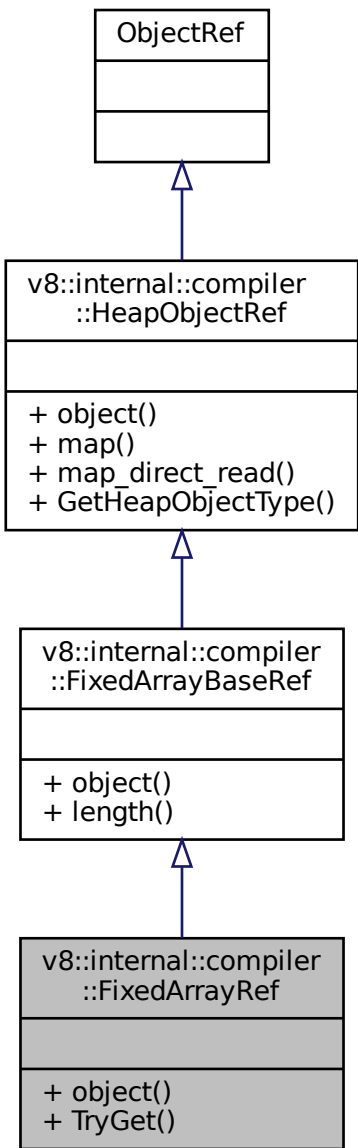 ObjectRef
v8::internal::compiler
::HeapObjectRef
+ object()
+ map()
+ map_direct_read()
+ GetHeapObjectType()
v8::internal::compiler
::FixedArrayBaseRef
+ object()
+ length()
v8::internal::compiler
::FixedArrayRef
+ object()
+ TryGet()